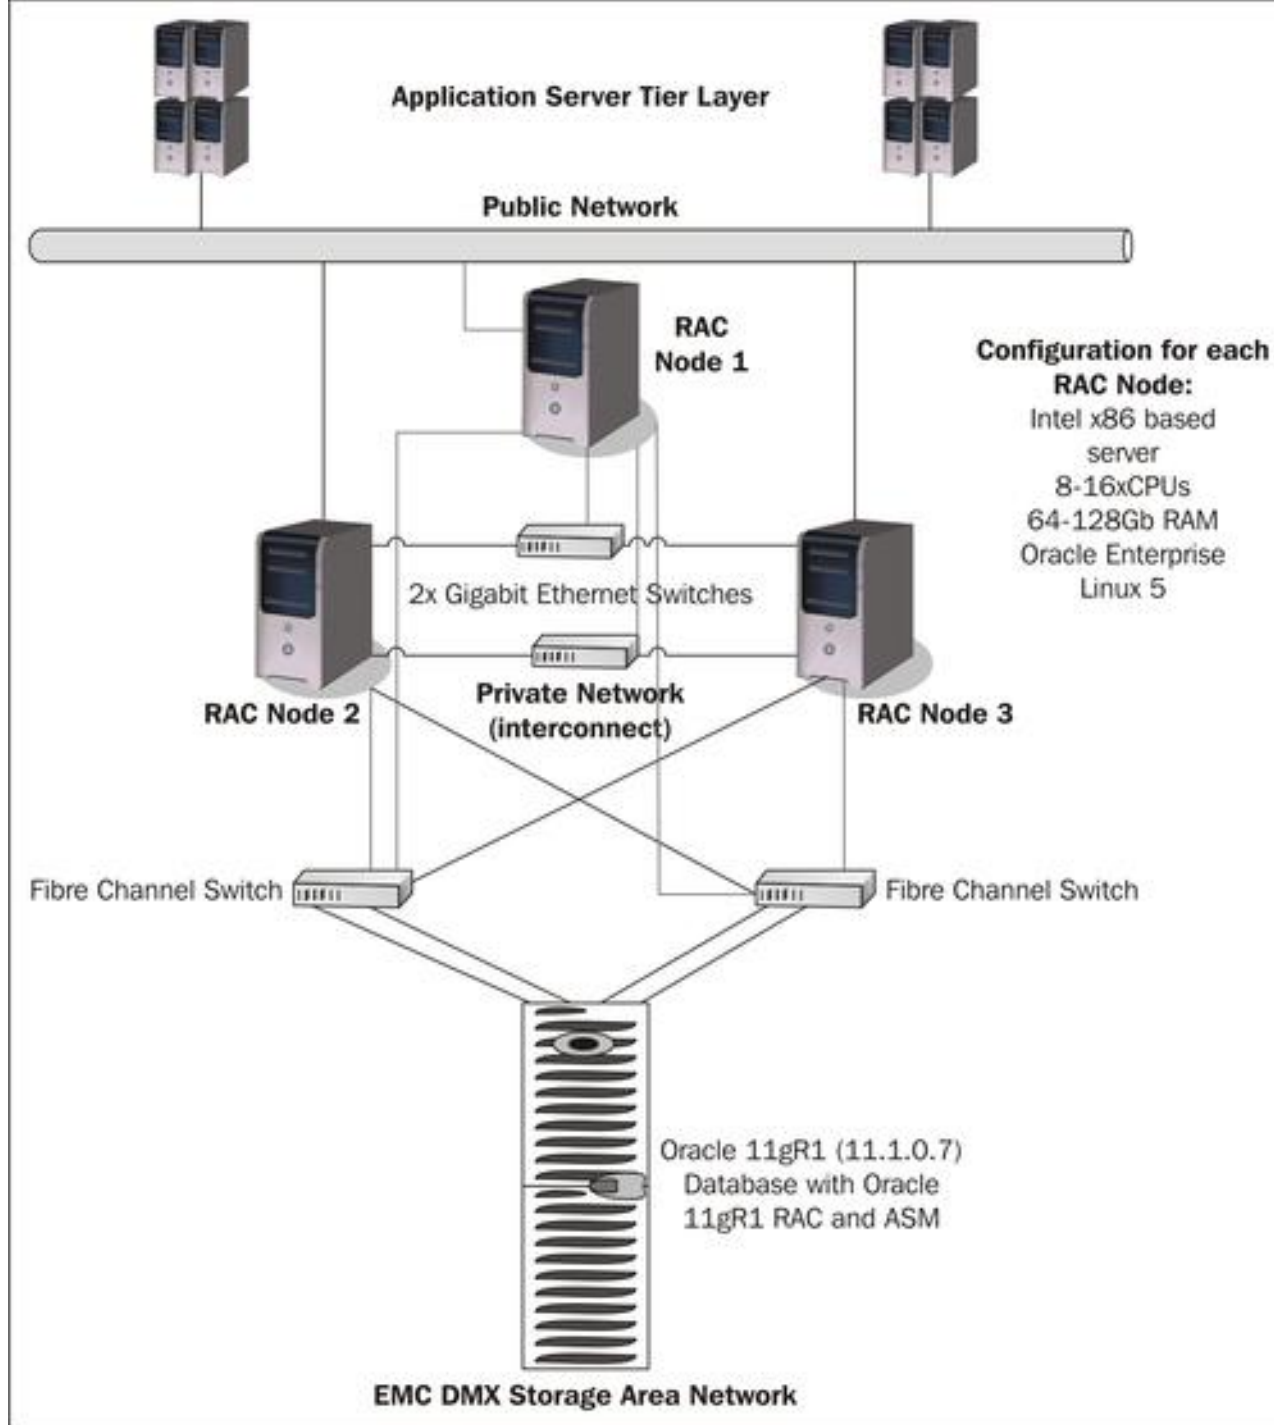 Application Server Tier Layer
Public Network
RAC
Node 1
Configuration for each
RAC Node:
Intel x86 based
server
8-16xCPUs
64-128Gb RAM
Oracle Enterprise
Linux 5
2x Gigabit Ethernet Switches
Private Network
(interconnect)
RAC Node 2
RAC Node 3
Fibre Channel Switch
Fibre Channel Switch
Oracle 11gR1 (11.1.0.7)
Database with Oracle
11gR1 RAC and ASM
EMC DMX Storage Area Network